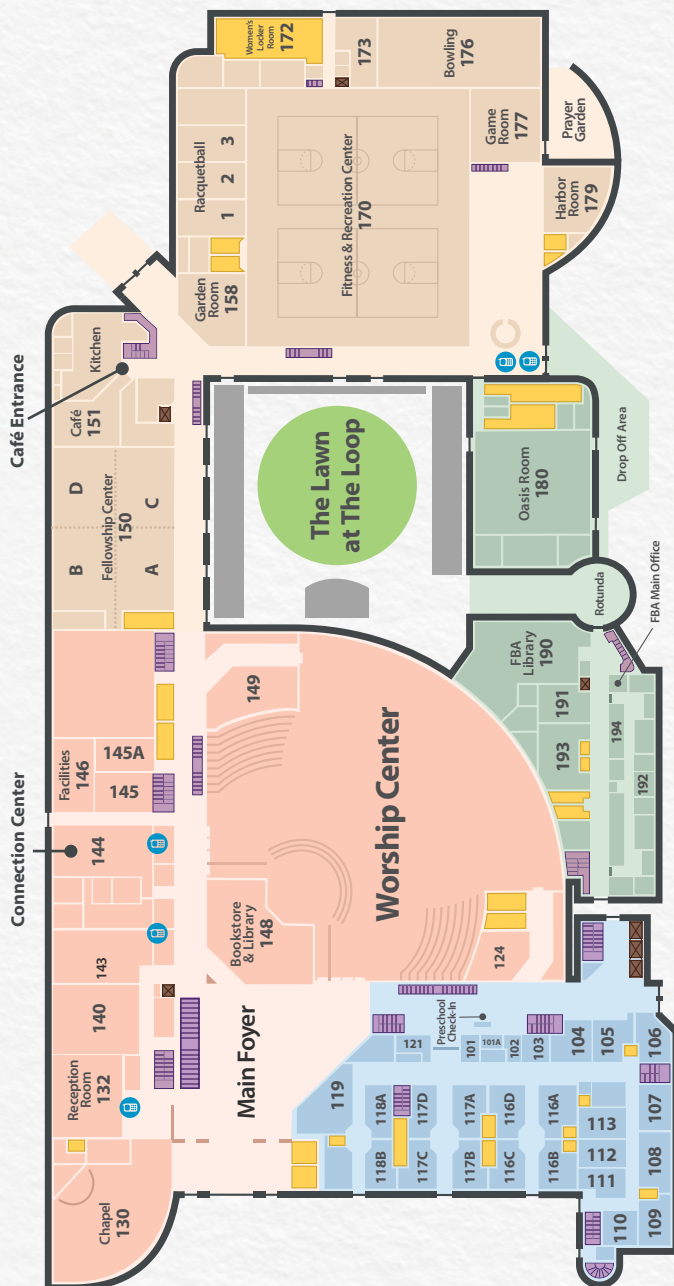 Women's
Locker
Room
172
173
Bowling
176
Racquetball
1
2
3
Fitness & Recreation Center
170
Game
Room
177
Prayer
Garden
Harbor
Room
179
Garden
Room
158
C
Café Entrance
Kitchen
Café
151
D
B
Fellowship Center
150
C
A
The Lawn
at The Loop
Oasis Room
180
Drop Off Area
Rotunda
FBA Main Office
FBA
Library
190
191
193
194
192
149
Facilities
146
145A
145
Connection Center
144
143
140
Worship Center
Bookstore
& Library
148
124
Reception
Room
132
Main Foyer
Chapel
130
Preschool
Check-In
121
101
101A
102
103
104
105
106
119
118A
117D
117A
116D
116A
113
107
118B
117C
117B
116C
116B
112
111
108
110
109